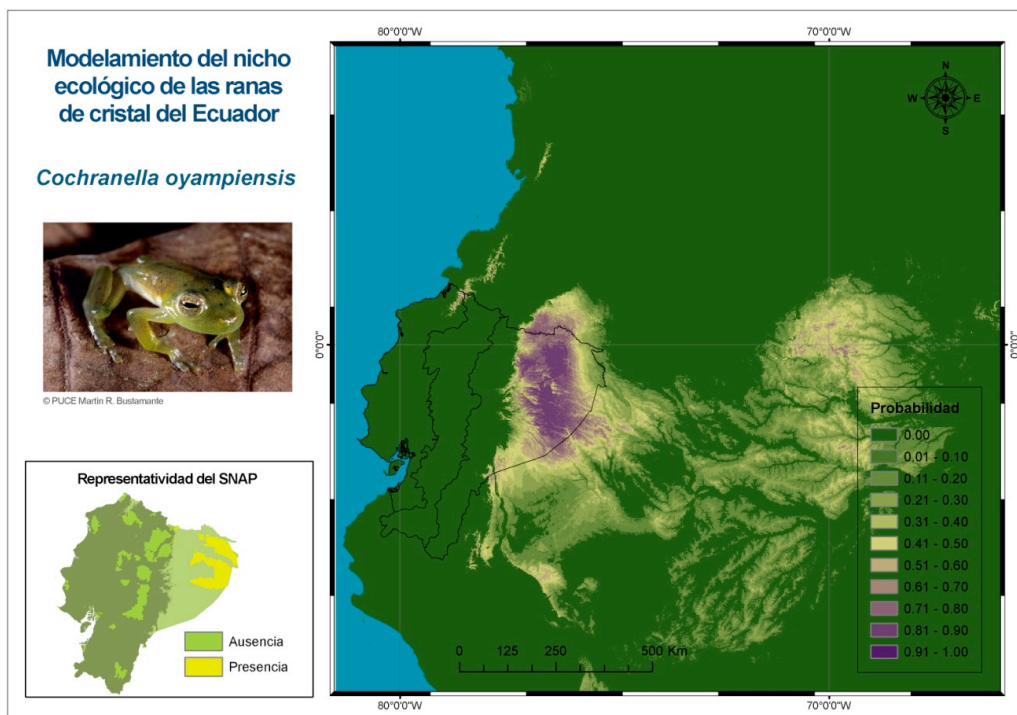 Modelamiento del nicho
ecológico de las ranas
de cristal del Ecuador
Cochranella oyampiensis
© PUCE Martin R. Bustamante
Representatividad del SNAP
Ausencia
Presencia
80°0'0"W
70°0'0"W
N
W
E
S
0°0'0"
0°0'0"
Probabilidad
0.00
0.01 - 0.10
0.11 - 0.20
0.21 - 0.30
0.31 - 0.40
0.41 - 0.50
0.51 - 0.60
0.61 - 0.70
0.71 - 0.80
0.81 - 0.90
0.91 - 1.00
0 125 250 500 Km
80°0'0"W
70°0'0"W